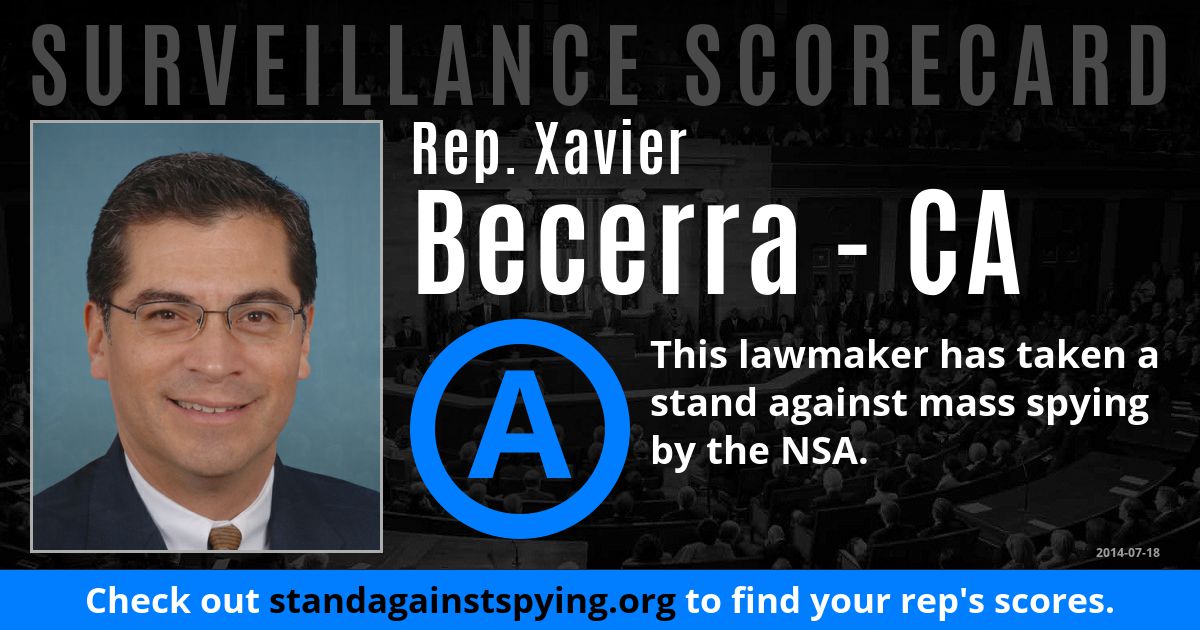 SURVEILLANCE SCORECARD
Rep. Xavier
Becerra - CA
A
This lawmaker has taken a
stand against mass spying
by the NSA.
2014-07-18
Check out standagainstspying.org to find your rep's scores.